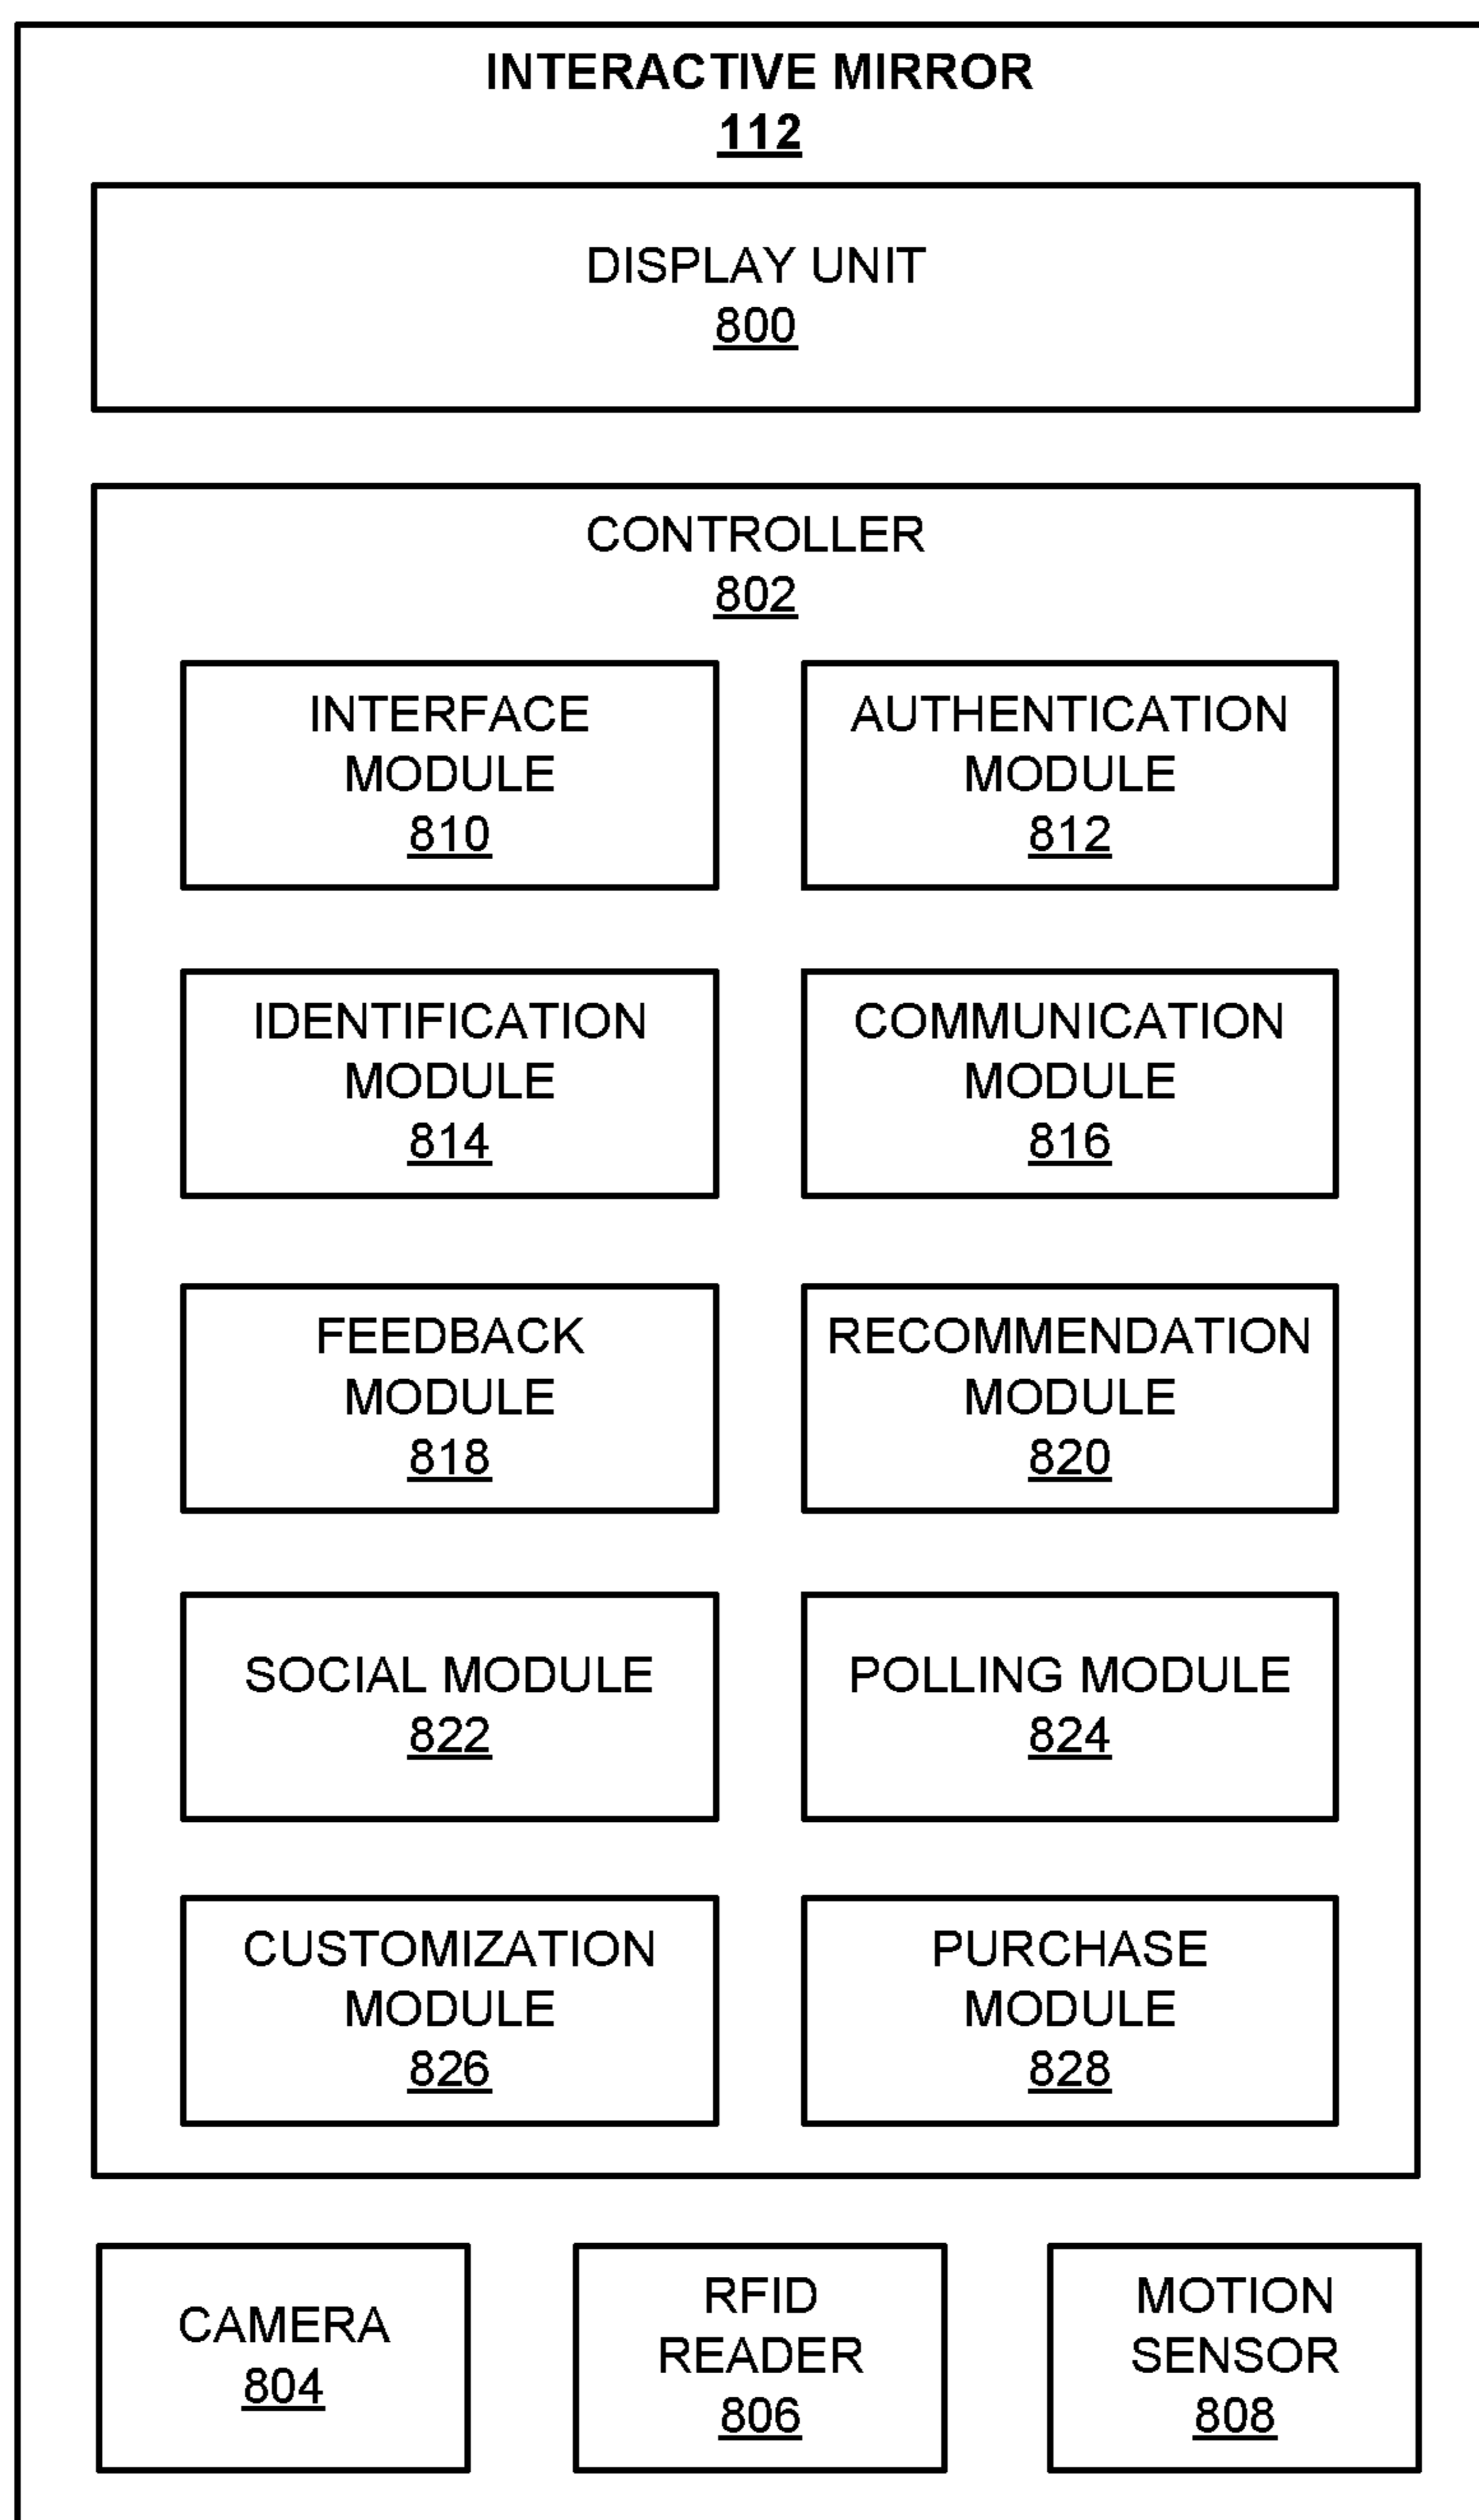 INTERACTIVE MIRROR
112
DISPLAY UNIT
800
CONTROLLER
802
INTERFACE
MODULE
810
AUTHENTICATION
MODULE
812
IDENTIFICATION
MODULE
814
COMMUNICATION
MODULE
816
FEEDBACK
MODULE
818
RECOMMENDATION
MODULE
820
SOCIAL MODULE
822
POLLING MODULE
824
CUSTOMIZATION
MODULE
826
PURCHASE
MODULE
828
CAMERA
804
RFID
READER
806
MOTION
SENSOR
808